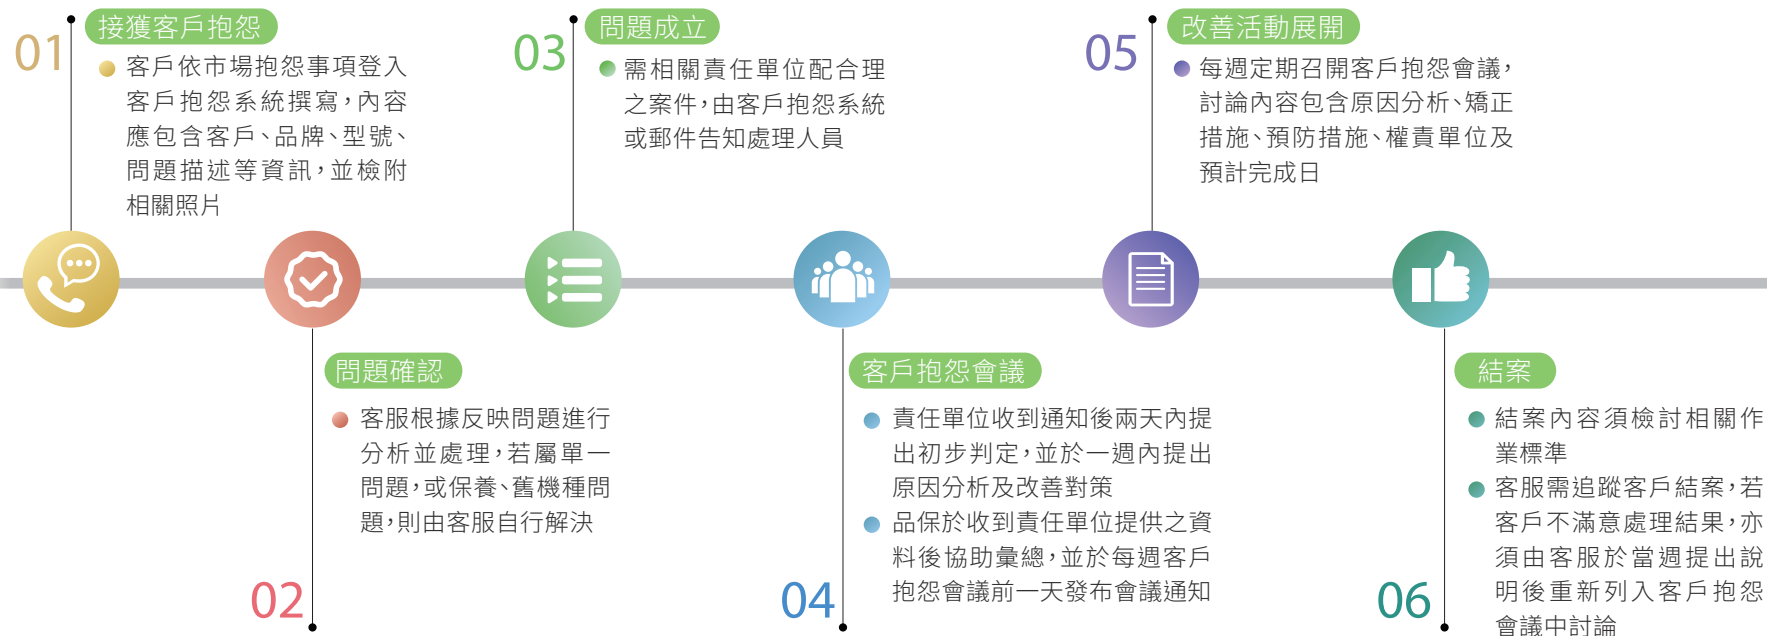 01
接獲客戶抱怨
客戶依市場抱怨事項登入
客戶抱怨系統撰寫，內容
應包含客戶、品牌、型號、
問題描述等資訊，並檢附
相關照片
02
問題確認
客服根據反映問題進行
分析並處理，若屬單一
問題，或保養、舊機種問
題，則由客服自行解決
03
問題成立
需相關責任單位配合理
之案件，由客戶抱怨系統
或郵件告知處理人員
04
客戶抱怨會議
責任單位收到通知後兩天內提
出初步判定，並於一週內提出
原因分析及改善對策
品保於收到責任單位提供之資
料後協助彙總，並於每週客戶
抱怨會議前一天發布會議通知
05
改善活動展開
每週定期召開客戶抱怨會議，
討論內容包含原因分析、矯正
措施、預防措施、權責單位及
預計完成日
06
結案
結案內容須檢討相關作
業標準
客服需追蹤客戶結案，若
客戶不滿意處理結果，亦
須由客服於當週提出說
明後重新列入客戶抱怨
會議中討論